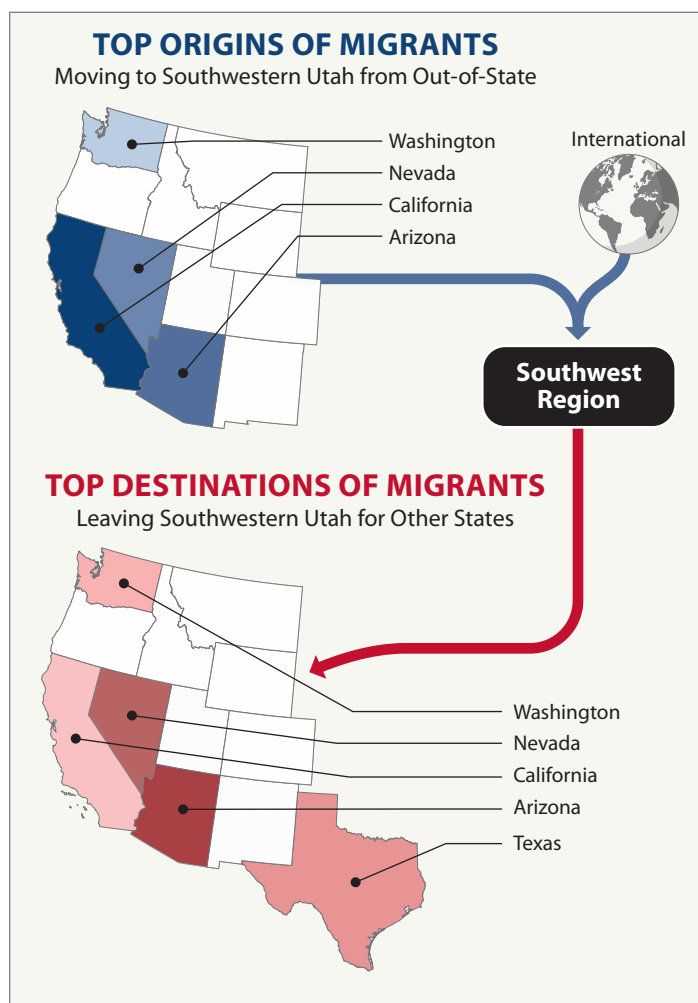 TOP ORIGINS OF MIGRANTS
Moving to Southwestern Utah from Out-of-State
Washington
Nevada
California
Arizona
International
Southwest
Region
TOP DESTINATIONS OF MIGRANTS
Leaving Southwestern Utah for Other States
Washington
Nevada
California
Arizona
Texas